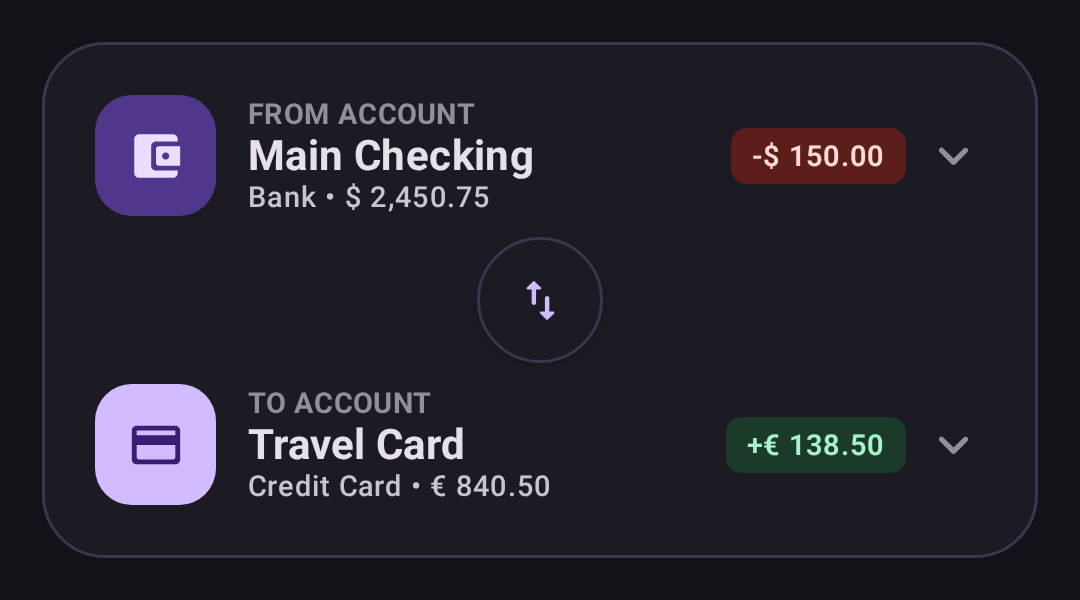 FROM ACCOUNT
Main Checking
Bank • $ 2,450.75
-$ 150.00
TO ACCOUNT
Travel Card
Credit Card • € 840.50
+€ 138.50